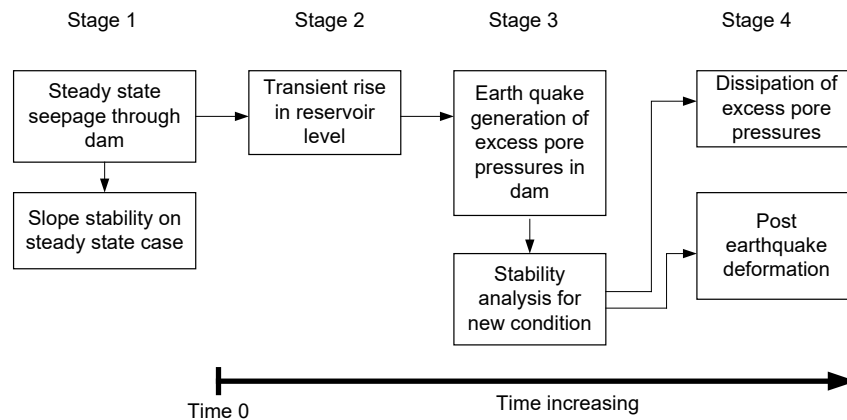 Stage 1
Stage 2
Stage 3
Stage 4
Steady state
seepage through
dam
Slope stability on
steady state case
Transient rise
in reservoir
level
Earth quake
generation of
excess pore
pressures in
dam
Stability
analysis for
new condition
Dissipation of
excess pore
pressures
Post
earthquake
deformation
Time 0
Time increasing